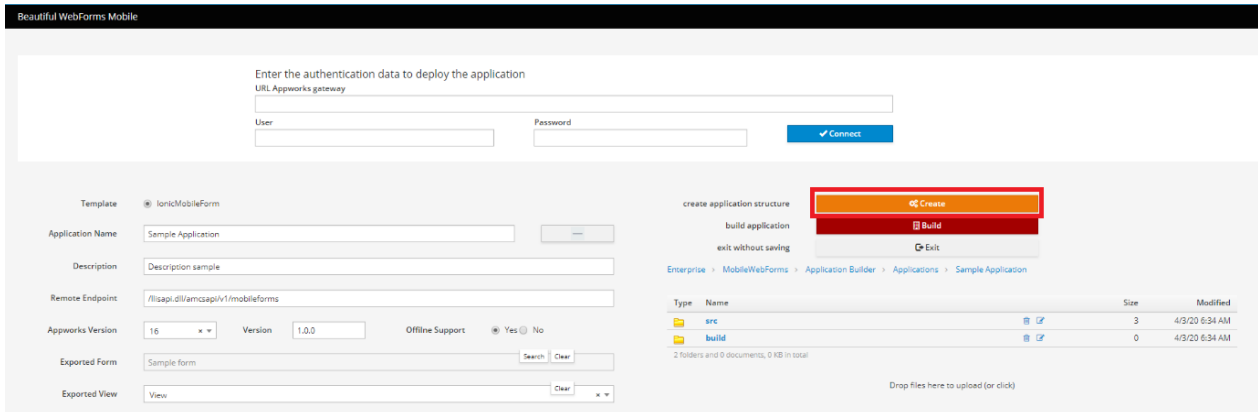 Beautiful WebForms Mobile
Enter the authentication data to deploy the application
URL Appworks gateway
User Password
Connect
Template IonicMobileForm
Application Name Sample Application
Description Description sample
Remote Endpoint /llisapi.dll/amcsapi/v1/mobileforms
Appworks Version 16 × Version 1.0.0 Offilne Support Yes No
Exported Form Sample form Search Clear
Exported View View Clear ×
create application structure Create
build application Build
exit without saving Exit
Enterprise > MobileWebForms > Application Builder > Applications > Sample Application
Type Name Size Modified
src 3 4/3/20 6:34 AM
build 0 4/3/20 6:34 AM
2 folders and 0 documents, 0 KB in total
Drop files here to upload (or click)